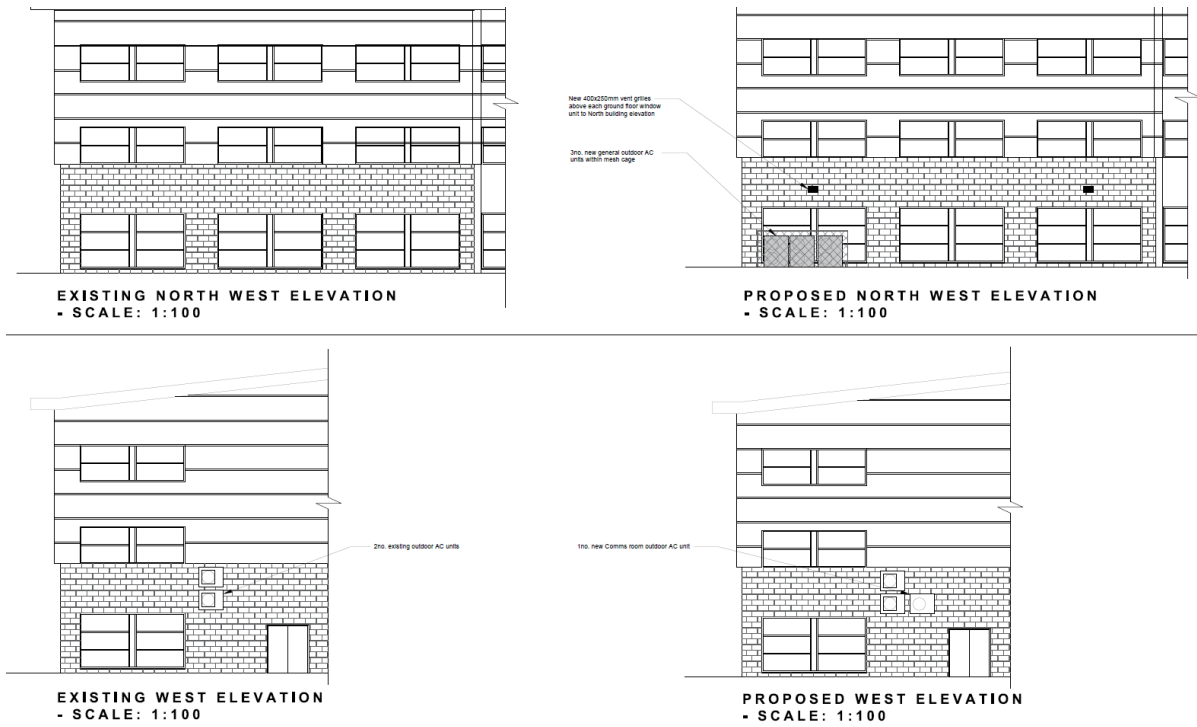 New 400x250mm vent grilles
above each ground floor window
unit to North building elevation
3no. new general outdoor AC
units within mesh cage
EXISTING NORTH WEST ELEVATION
- SCALE: 1:100
PROPOSED NORTH WEST ELEVATION
- SCALE: 1:100
2no. existing outdoor AC units
1no. new Comms room outdoor AC unit
EXISTING WEST ELEVATION
- SCALE: 1:100
PROPOSED WEST ELEVATION
- SCALE: 1:100